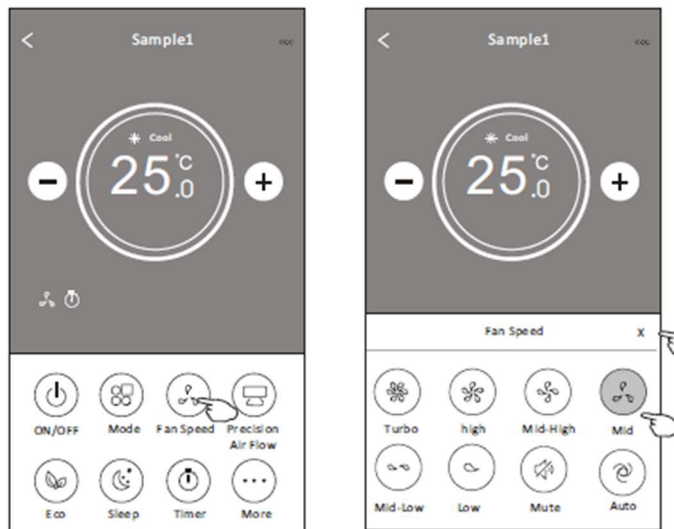 Sample1
Cool
25.0 °C
ON/OFF
Mode
Fan Speed
Precision
Air Flow
Eco
Sleep
Timer
More
Sample1
Cool
25.0 °C
Fan Speed
X
Turbo
high
Mid-High
Mid
Mid-Low
Low
Mute
Auto